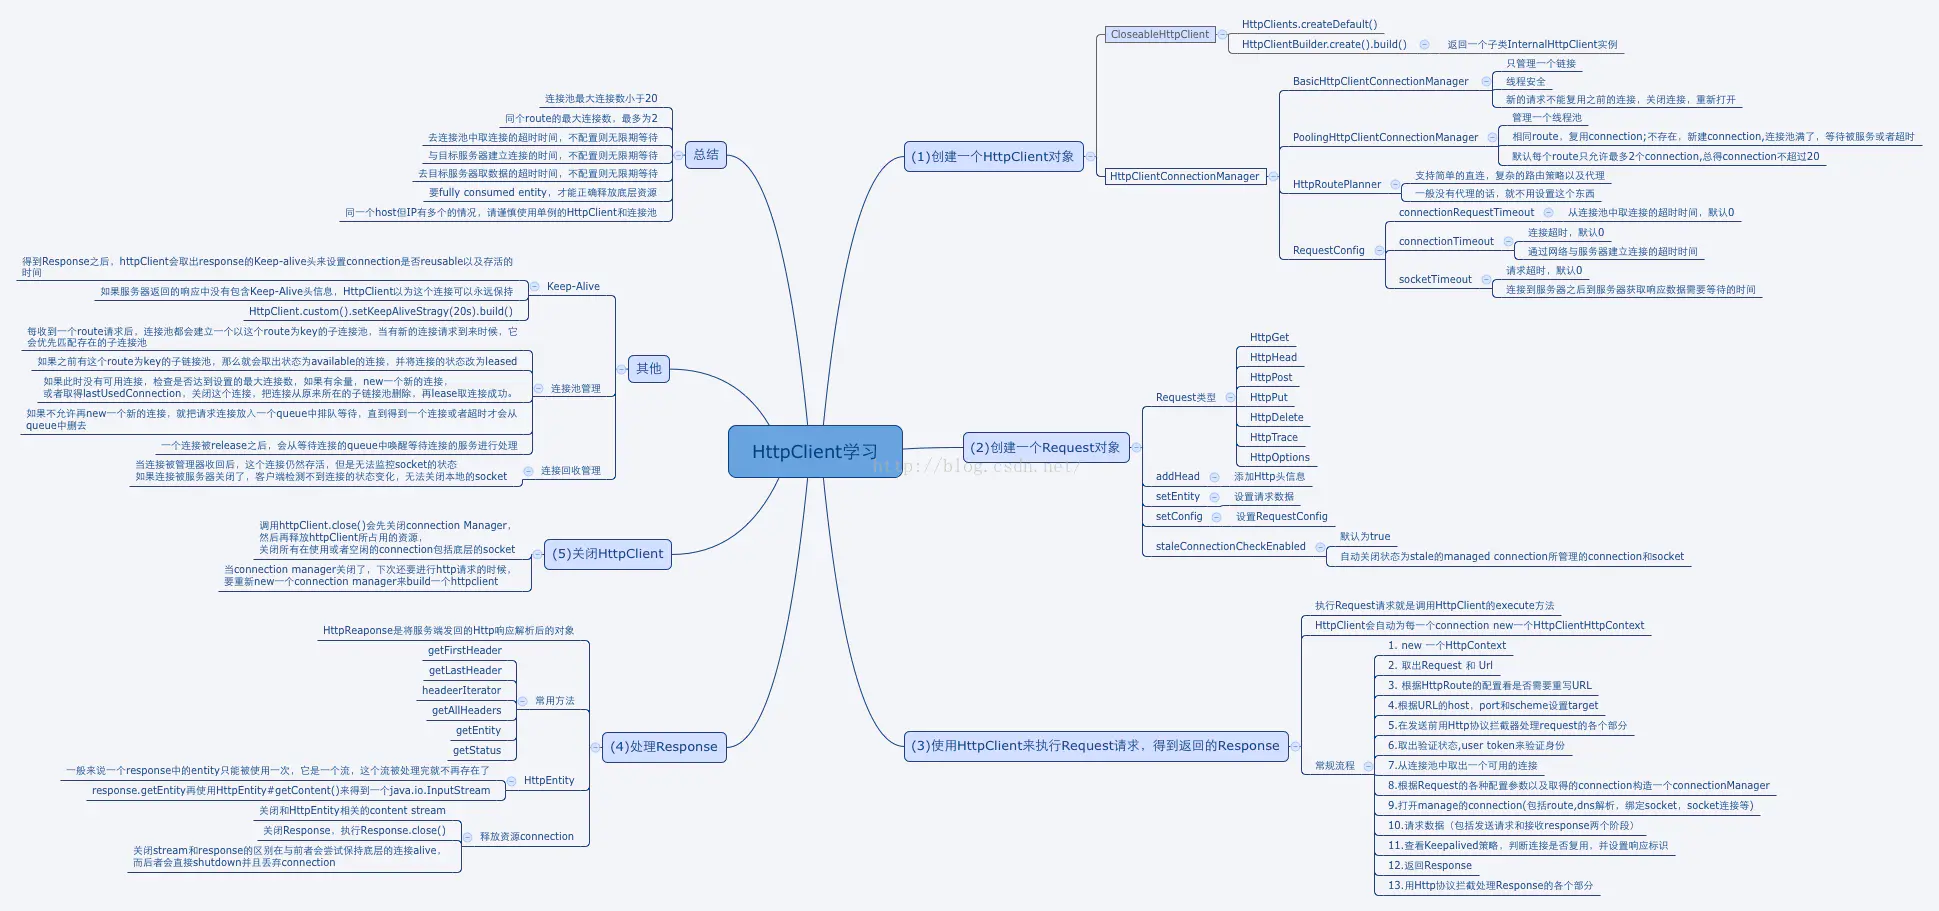 HttpClient学习
http://blog.csdn.net/
(1)创建一个HttpClient对象
CloseableHttpClient
HttpClients.createDefault()
HttpClientBuilder.create().build()
返回一个子类InternalHttpClient实例
HttpClientConnectionManager
BasicHttpClientConnectionManager
只管理一个链接
线程安全
新的请求不能复用之前的连接，关闭连接，重新打开
PoolingHttpClientConnectionManager
管理一个线程池
相同route，复用connection;不存在，新建connection,连接池满了，等待被服务或者超时
默认每个route只允许最多2个connection,总得connection不超过20
HttpRoutePlanner
支持简单的直连，复杂的路由策略以及代理
一般没有代理的话，就不用设置这个东西
RequestConfig
connectionRequestTimeout
从连接池中取连接的超时时间，默认0
connectionTimeout
连接超时，默认0
通过网络与服务器建立连接的超时时间
socketTimeout
请求超时，默认0
连接到服务器之后到服务器获取响应数据需要等待的时间
(2)创建一个Request对象
Request类型
HttpGet
HttpHead
HttpPost
HttpPut
HttpDelete
HttpTrace
HttpOptions
addHead
添加Http头信息
setEntity
设置请求数据
setConfig
设置RequestConfig
staleConnectionCheckEnabled
默认为true
自动关闭状态为stale的managed connection所管理的connection和socket
(3)使用HttpClient来执行Request请求，得到返回的Response
执行Request请求就是调用HttpClient的execute方法
HttpClient会自动为每一个connection new一个HttpClientHttpContext
常规流程
1. new 一个HttpContext
2. 取出Request 和 Url
3. 根据HttpRoute的配置看是否需要重写URL
4.根据URL的host，port和scheme设置target
5.在发送前用Http协议拦截器处理request的各个部分
6.取出验证状态,user token来验证身份
7.从连接池中取出一个可用的连接
8.根据Request的各种配置参数以及取得的connection构造一个connectionManager
9.打开manage的connection(包括route,dns解析，绑定socket，socket连接等)
10.请求数据（包括发送请求和接收response两个阶段）
11.查看Keepalived策略，判断连接是否复用，并设置响应标识
12.返回Response
13.用Http协议拦截处理Response的各个部分
总结
连接池最大连接数小于20
同个route的最大连接数，最多为2
去连接池中取连接的超时时间，不配置则无限期等待
与目标服务器建立连接的时间，不配置则无限期等待
去目标服务器取数据的超时时间，不配置则无限期等待
要fully consumed entity，才能正确释放底层资源
同一个host但IP有多个的情况，请谨慎使用单例的HttpClient和连接池
其他
Keep-Alive
得到Response之后，httpClient会取出response的Keep-alive头来设置connection是否reusable以及存活的
时间
如果服务器返回的响应中没有包含Keep-Alive头信息，HttpClient以为这个连接可以永远保持
HttpClient.custom().setKeepAliveStragy(20s).build()
连接池管理
每收到一个route请求后，连接池都会建立一个以这个route为key的子连接池，当有新的连接请求到来时候，它
会优先匹配存在的子连接池
如果之前有这个route为key的子链接池，那么就会取出状态为available的连接，并将连接的状态改为leased
如果此时没有可用连接，检查是否达到设置的最大连接数，如果有余量，new一个新的连接，
或者取得lastUsedConnection，关闭这个连接，把连接从原来所在的子链接池删除，再lease取连接成功。
如果不允许再new一个新的连接，就把请求连接放入一个queue中排队等待，直到得到一个连接或者超时才会从
queue中删去
一个连接被release之后，会从等待连接的queue中唤醒等待连接的服务进行处理
连接回收管理
当连接被管理器收回后，这个连接仍然存活，但是无法监控socket的状态
如果连接被服务器关闭了，客户端检测不到连接的状态变化，无法关闭本地的socket
(5)关闭HttpClient
调用httpClient.close()会先关闭connection Manager，
然后再释放httpClient所占用的资源，
关闭所有在使用或者空闲的connection包括底层的socket
当connection manager关闭了，下次还要进行http请求的时候，
要重新new一个connection manager来build一个httpclient
(4)处理Response
HttpReaponse是将服务端发回的Http响应解析后的对象
常用方法
getFirstHeader
getLastHeader
headeerIterator
getAllHeaders
getEntity
getStatus
HttpEntity
一般来说一个response中的entity只能被使用一次，它是一个流，这个流被处理完就不再存在了
response.getEntity再使用HttpEntity#getContent()来得到一个java.io.InputStream
释放资源connection
关闭和HttpEntity相关的content stream
关闭Response，执行Response.close()
关闭stream和response的区别在与前者会尝试保持底层的连接alive，
而后者会直接shutdown并且丢弃connection